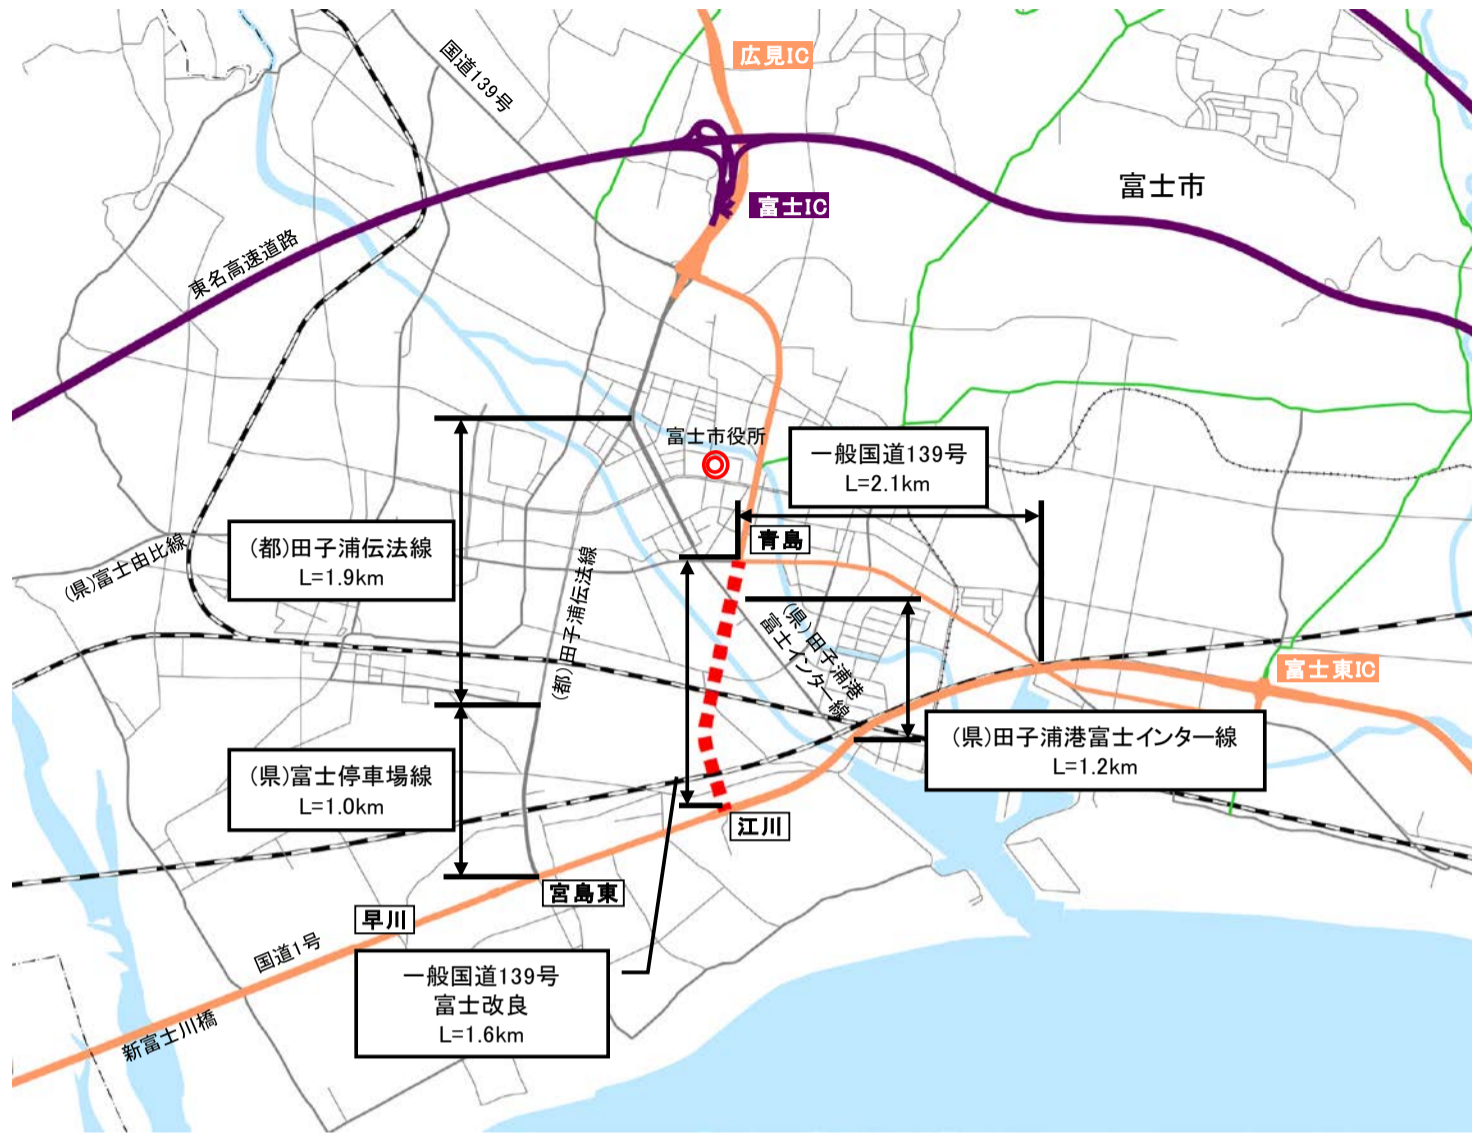 国道139号
広見IC
富士市
富士IC
東名高速道路
富士市役所
一般国道139号
L=2.1km
青島
(都)田子浦伝法線
L=1.9km
(県)富士由比線
(都)田子浦伝法線
(県)田子浦港
富士インター線
富士東IC
(県)田子浦港富士インター線
L=1.2km
(県)富士停車場線
L=1.0km
江川
宮島東
早川
国道1号
一般国道139号
富士改良
L=1.6km
新富士川橋